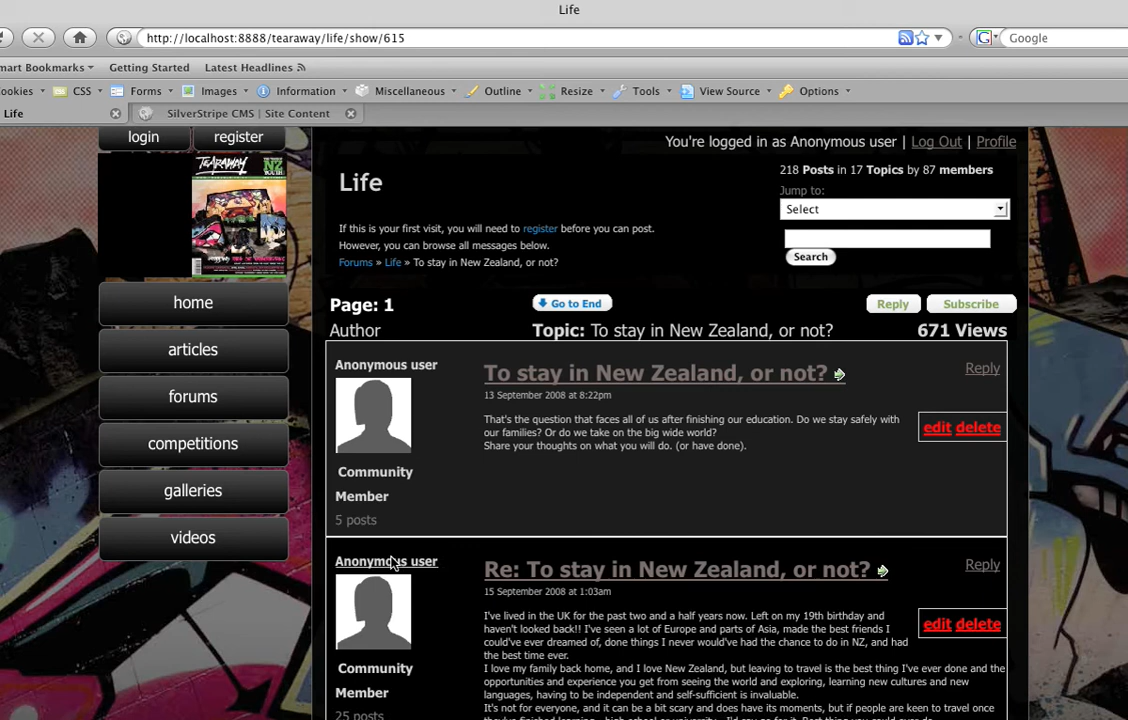 Life
http://localhost:8888/tearaway/life/show/615
G
Google
mart Bookmarks
Getting Started
Latest Headlines
ookies
CSS
Forms
Images
Information
Miscellaneous
Outline
Resize
Tools
View Source
Options
Life
SilverStripe CMS | Site Content
login
register
You're logged in as Anonymous user | Log Out | Profile
TEARAWAY
NZ
218 Posts in 17 Topics by 87 members
Life
Jump to:
Select
If this is your first visit, you will need to register before you can post.
However, you can browse all messages below.
Search
Forums » Life » To stay in New Zealand, or not?
home
articles
forums
competitions
galleries
videos
Page: 1
Go to End
Reply
Subscribe
Author
Topic: To stay in New Zealand, or not?
671 Views
Anonymous user
To stay in New Zealand, or not?
Reply
13 September 2008 at 8:22pm
That's the question that faces all of us after finishing our education. Do we stay safely with
our families? Or do we take on the big wide world?
Share your thoughts on what you will do. (or have done).
edit delete
Community
Member
5 posts
Anonymous user
Re: To stay in New Zealand, or not?
Reply
15 September 2008 at 1:03am
I've lived in the UK for the past two and a half years now. Left on my 19th birthday and
haven't looked back!! I've seen a lot of Europe and parts of Asia, made the best friends I
could've ever dreamed of, done things I never would've had the chance to do in NZ, and had
the best time ever.
edit delete
I love my family back home, and I love New Zealand, but leaving to travel is the best thing I've ever done and the
opportunities and experience you get from seeing the world and exploring, learning new cultures and new
languages, having to be independent and self-sufficient is invaluable.
It's not for everyone, and it can be a bit scary and does have its moments, but if people are keen to travel once
Community
Member
25 posts